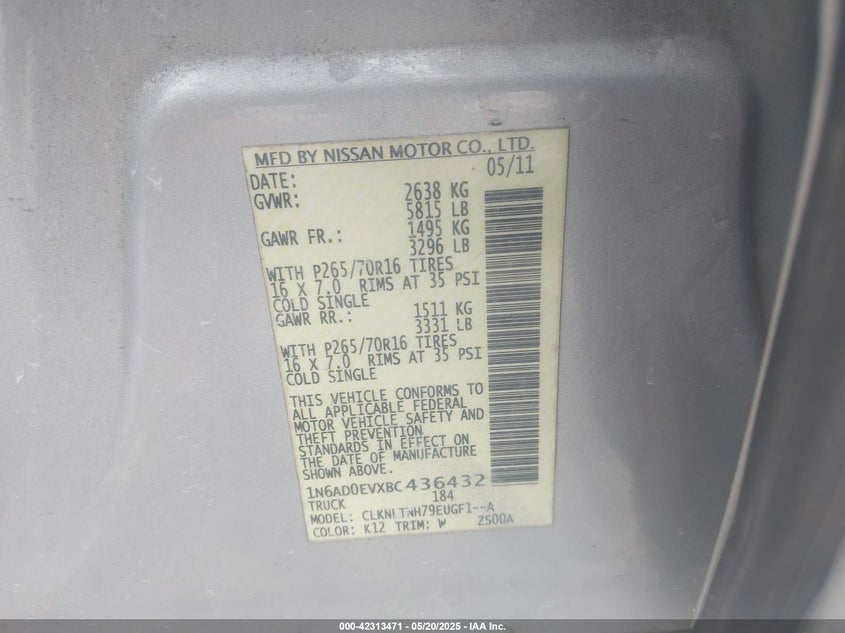 MFD BY NISSAN MOTOR CO., LTD.
DATE: 05/11
GVWR: 2638 KG
5815 LB
GAWR FR.: 1495 KG
3296 LB
WITH P265/70R16 TIRES
16 X 7.0 RIMS AT 35 PSI
COLD SINGLE
GAWR RR.: 1511 KG
3331 LB
WITH P265/70R16 TIRES
16 X 7.0 RIMS AT 35 PSI
COLD SINGLE
THIS VEHICLE CONFORMS TO
ALL APPLICABLE FEDERAL
MOTOR VEHICLE SAFETY AND
THEFT PREVENTION
STANDARDS IN EFFECT ON
THE DATE OF MANUFACTURE
SHOWN ABOVE.
1N6AD0EVXBC436432
TRUCK 184
MODEL: CLKNLTWH79EUGF1--A
COLOR: K12 TRIM: W ZS00A
000-42313471 - 05/20/2025 - IAA Inc.